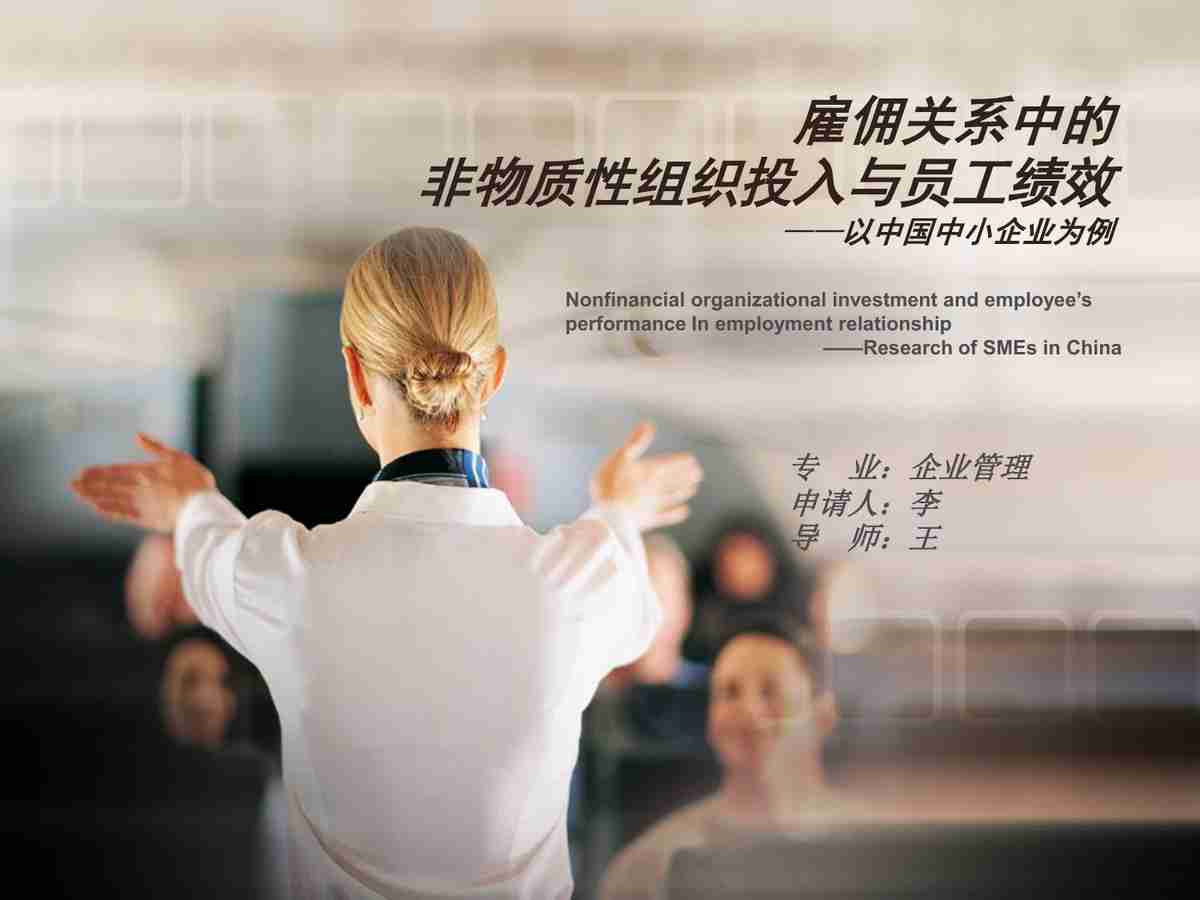 雇佣关系中的
非物质性组织投入与员工绩效
——以中国中小企业为例
Nonfinancial organizational investment and employee’s
performance In employment relationship
——Research of SMEs in China
专　业：企业管理
申请人：李
导　师：王